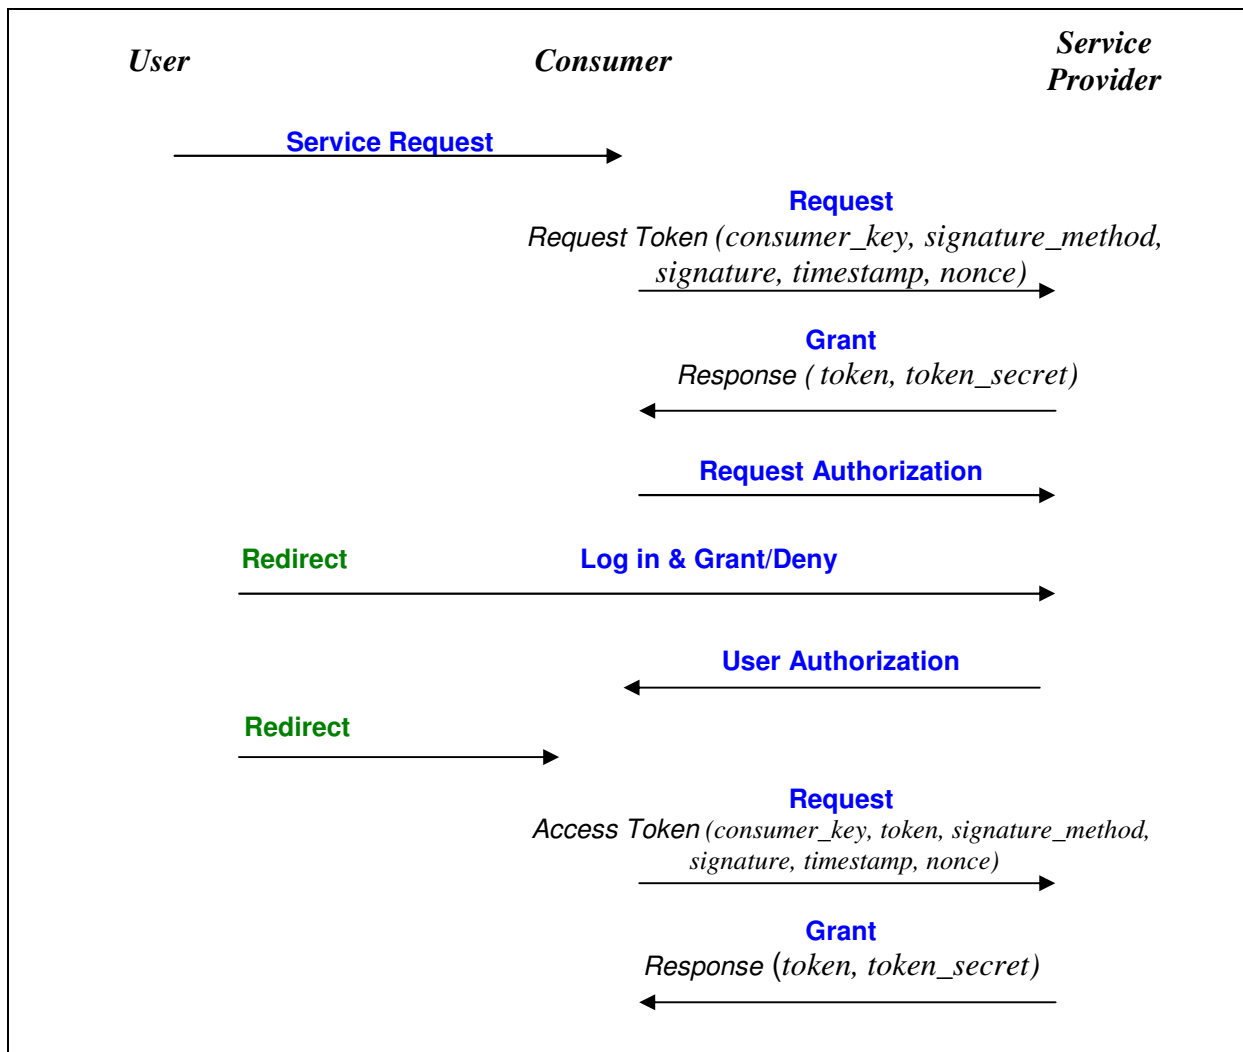 User
Consumer
Service
Provider
Service Request
Request
Request Token (consumer_key, signature_method,
signature, timestamp, nonce)
Grant
Response ( token, token_secret)
Request Authorization
Redirect
Log in & Grant/Deny
User Authorization
Redirect
Request
Access Token (consumer_key, token, signature_method,
signature, timestamp, nonce)
Grant
Response (token, token_secret)